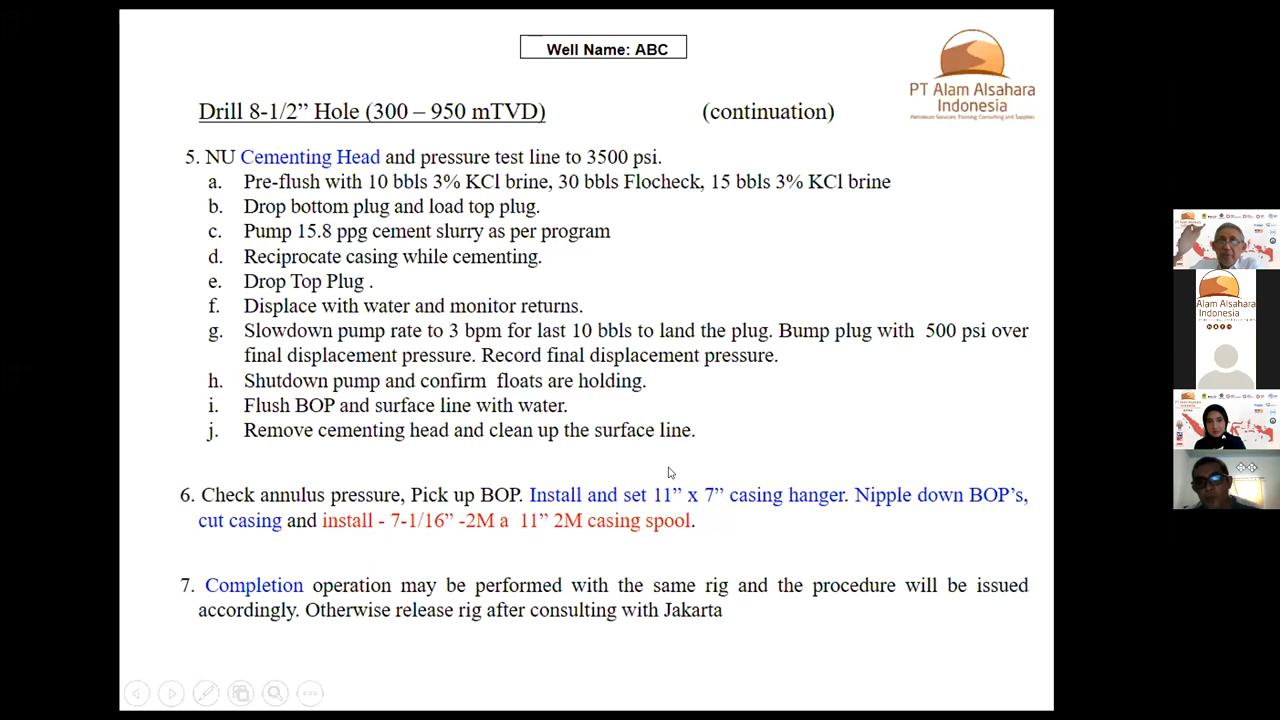 Well Name: ABC
PT Alam Alsahara
Indonesia
Petroleum Services, Training, Consulting and Supplies
Drill 8-1/2” Hole (300 – 950 mTVD) (continuation)
5. NU Cementing Head and pressure test line to 3500 psi.
a. Pre-flush with 10 bbls 3% KCl brine, 30 bbls Flocheck, 15 bbls 3% KCl brine
b. Drop bottom plug and load top plug.
c. Pump 15.8 ppg cement slurry as per program
d. Reciprocate casing while cementing.
e. Drop Top Plug .
f. Displace with water and monitor returns.
g. Slowdown pump rate to 3 bpm for last 10 bbls to land the plug. Bump plug with 500 psi over
final displacement pressure. Record final displacement pressure.
h. Shutdown pump and confirm floats are holding.
i. Flush BOP and surface line with water.
j. Remove cementing head and clean up the surface line.
6. Check annulus pressure, Pick up BOP. Install and set 11” x 7” casing hanger. Nipple down BOP’s,
cut casing and install - 7-1/16” -2M a 11” 2M casing spool.
7. Completion operation may be performed with the same rig and the procedure will be issued
accordingly. Otherwise release rig after consulting with Jakarta
Alam Alsahara
Indonesia